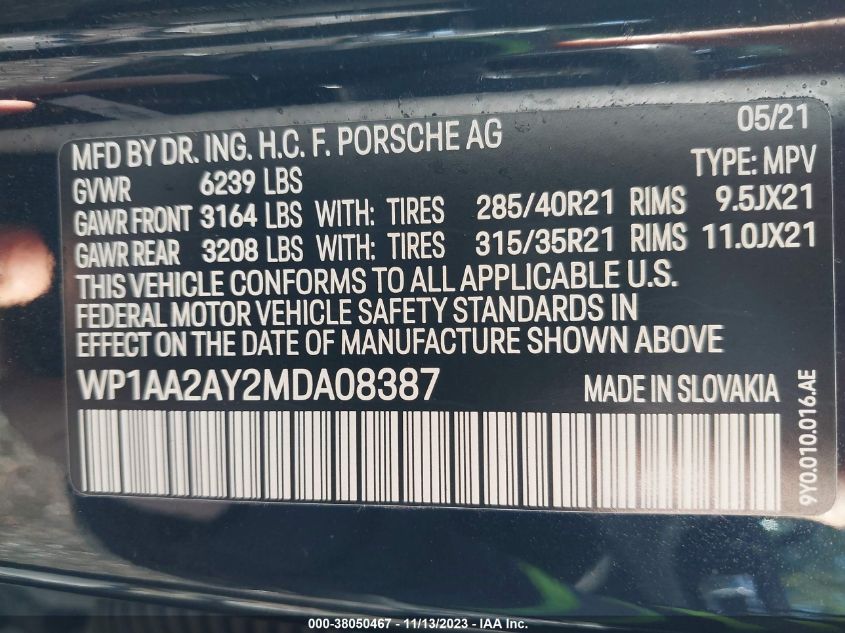 05/21
MFD BY DR. ING. H.C. F. PORSCHE AG
TYPE: MPV
GVWR 6239 LBS
GAWR FRONT 3164 LBS WITH: TIRES 285/40R21 RIMS 9.5JX21
GAWR REAR 3208 LBS WITH: TIRES 315/35R21 RIMS 11.0JX21
THIS VEHICLE CONFORMS TO ALL APPLICABLE U.S.
FEDERAL MOTOR VEHICLE SAFETY STANDARDS IN
EFFECT ON THE DATE OF MANUFACTURE SHOWN ABOVE
WP1AA2AY2MDA08387 MADE IN SLOVAKIA
9Y0.010.016.AE
000-38050467 - 11/13/2023 - IAA Inc.